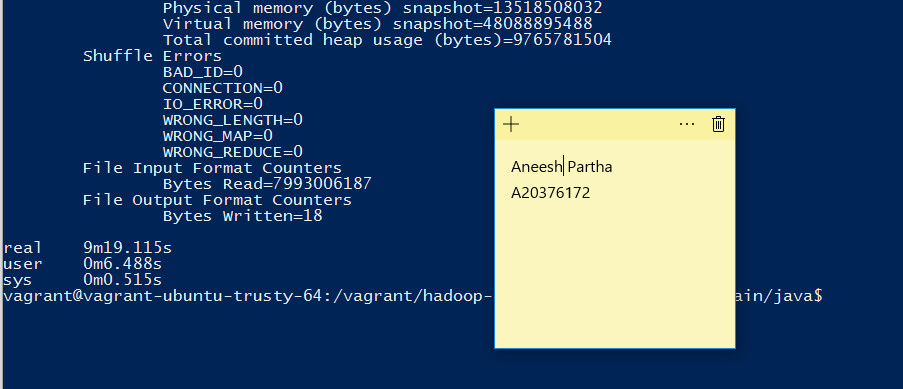 Physical memory (bytes) snapshot=13518508032
Virtual memory (bytes) snapshot=48088895488
Total committed heap usage (bytes)=9765781504
Shuffle Errors
BAD_ID=0
CONNECTION=0
IO_ERROR=0
WRONG_LENGTH=0
WRONG_MAP=0
WRONG_REDUCE=0
File Input Format Counters
Bytes Read=7993006187
File Output Format Counters
Bytes Written=18
real 9m19.115s
user 0m6.488s
sys 0m0.515s
vagrant@vagrant-ubuntu-trusty-64:/vagrant/hadoop- ain/java$
Aneesh Partha
A20376172